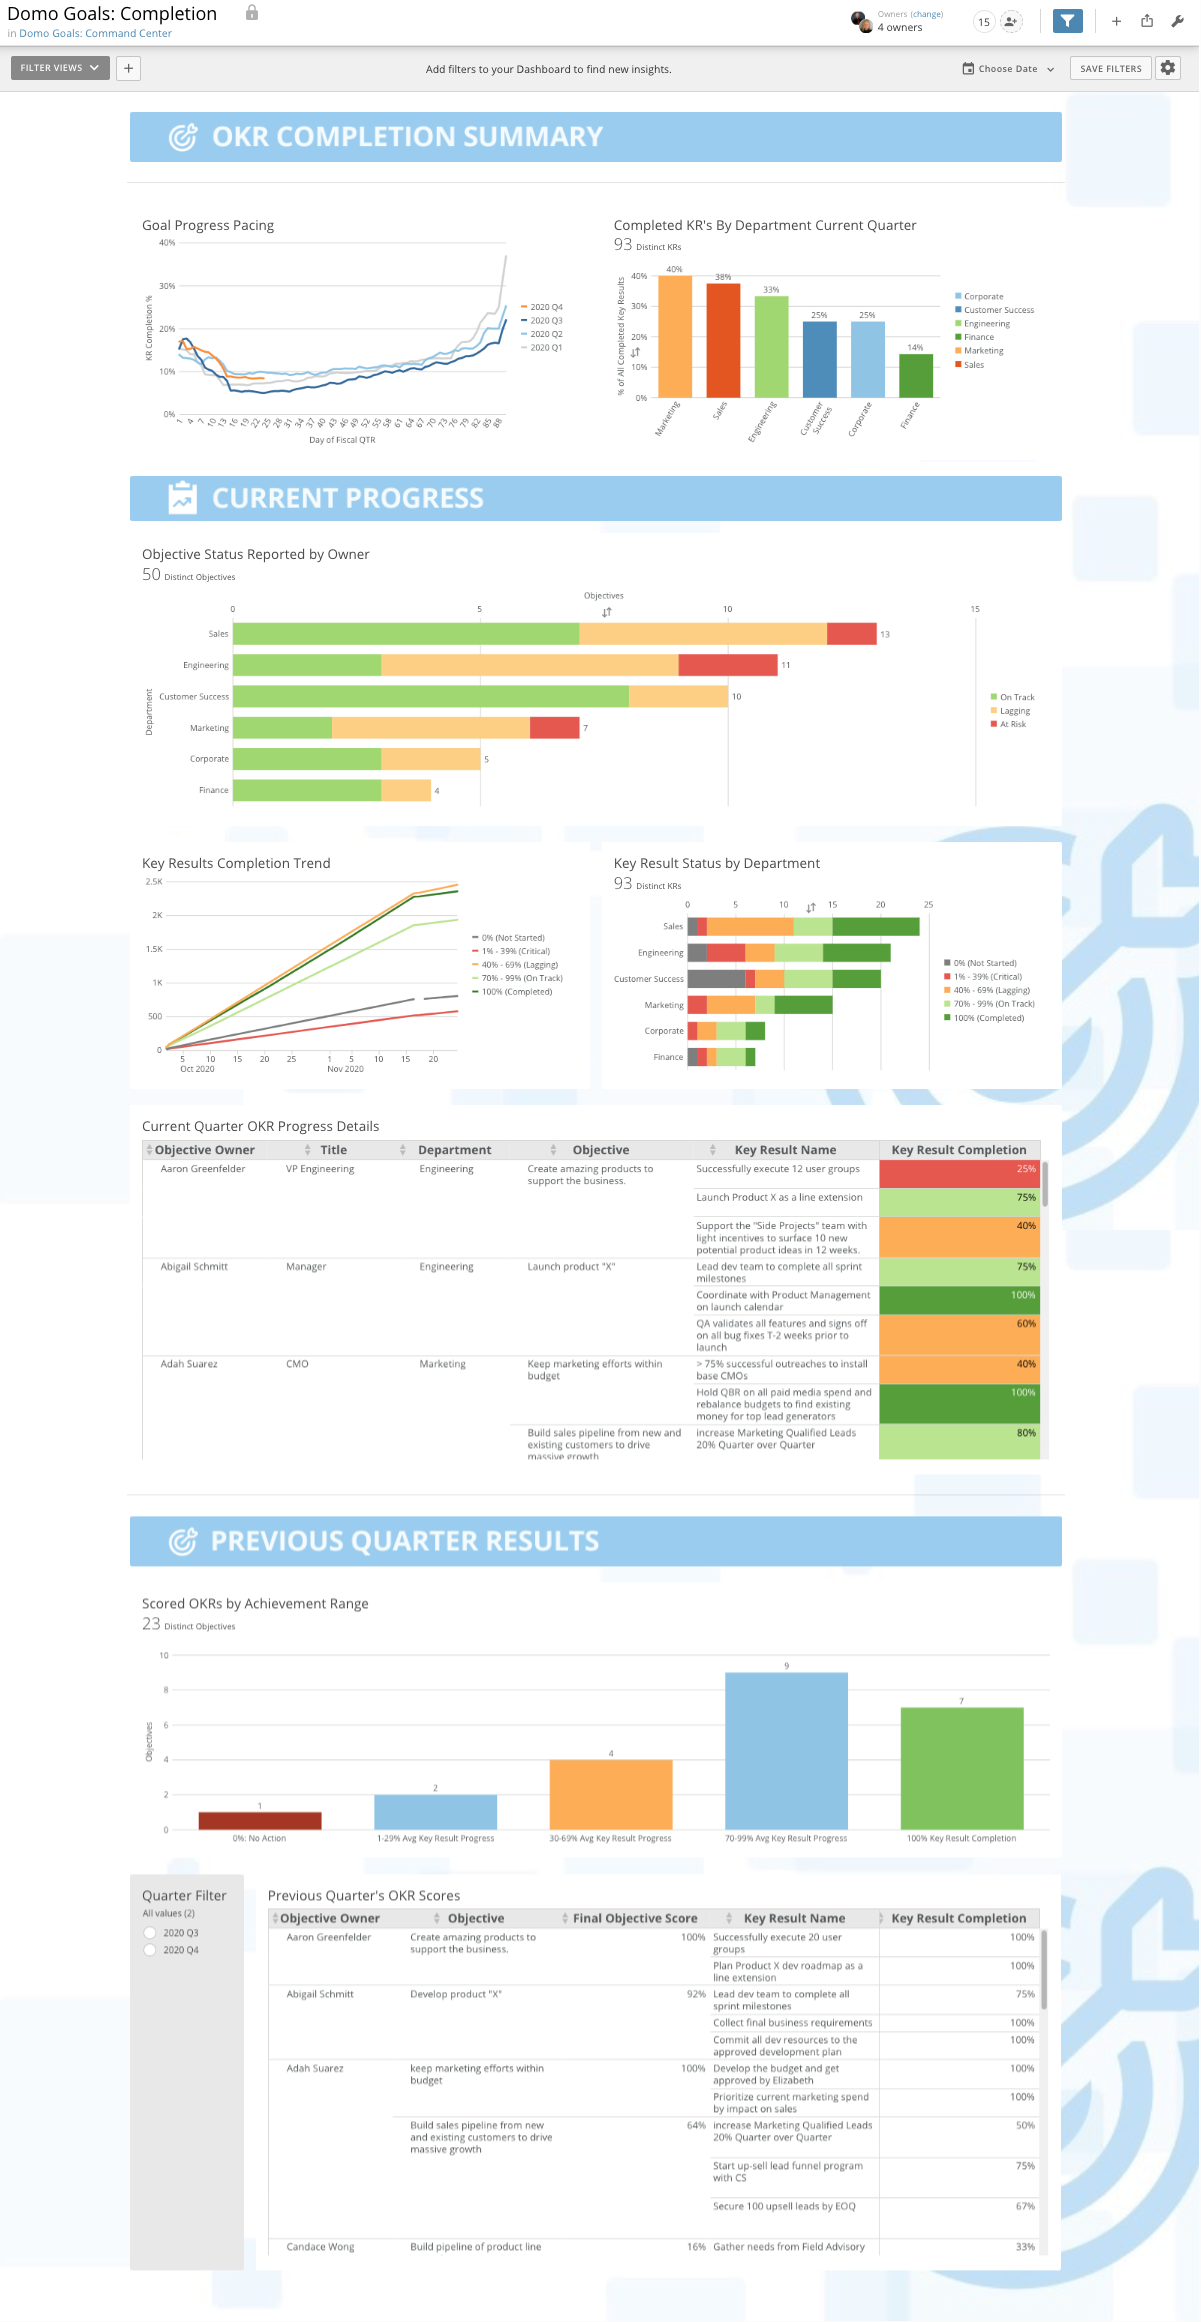 Domo Goals: Completion
in Domo Goals: Command Center
Owners (change)
4 owners
15
FILTER VIEWS
Add filters to your Dashboard to find new insights.
Choose Date
SAVE FILTERS
OKR COMPLETION SUMMARY
Goal Progress Pacing
40%
30%
20%
10%
0%
KR Completion %
1 4 7 10 13 16 19 22 25 28 31 34 37 40 43 46 49 52 55 58 61 64 67 70 73 76 79 82 85 88
Day of Fiscal QTR
2020 Q4
2020 Q3
2020 Q2
2020 Q1
Completed KR's By Department Current Quarter
93 Distinct KRs
% of All Completed Key Results
40%
30%
20%
10%
0%
40%
38%
33%
25%
25%
14%
Marketing
Sales
Engineering
Customer Success
Corporate
Finance
Corporate
Customer Success
Engineering
Finance
Marketing
Sales
CURRENT PROGRESS
Objective Status Reported by Owner
50 Distinct Objectives
Objectives
0 5 10 15
Department
Sales 13
Engineering 11
Customer Success 10
Marketing 7
Corporate 5
Finance 4
On Track
Lagging
At Risk
Key Results Completion Trend
2.5K
2K
1.5K
1K
500
0
5 10 15 20 25 1 5 10 15 20
Oct 2020 Nov 2020
0% (Not Started)
1% - 39% (Critical)
40% - 69% (Lagging)
70% - 99% (On Track)
100% (Completed)
Key Result Status by Department
93 Distinct KRs
0 5 10 15 20 25
Sales
Engineering
Customer Success
Marketing
Corporate
Finance
0% (Not Started)
1% - 39% (Critical)
40% - 69% (Lagging)
70% - 99% (On Track)
100% (Completed)
Current Quarter OKR Progress Details
Objective Owner Title Department Objective Key Result Name Key Result Completion
Aaron Greenfelder VP Engineering Engineering Create amazing products to Successfully execute 12 user groups 25%
support the business.
Launch Product X as a line extension 75%
Support the "Side Projects" team with 40%
light incentives to surface 10 new
potential product ideas in 12 weeks.
Abigail Schmitt Manager Engineering Launch product "X" Lead dev team to complete all sprint 75%
milestones
Coordinate with Product Management 100%
on launch calendar
QA validates all features and signs off 60%
on all bug fixes T-2 weeks prior to
launch
Adah Suarez CMO Marketing Keep marketing efforts within > 75% successful outreaches to install 40%
budget base CMOs
Hold QBR on all paid media spend and 100%
rebalance budgets to find existing
money for top lead generators
Build sales pipeline from new and increase Marketing Qualified Leads 80%
existing customers to drive 20% Quarter over Quarter
massive growth
PREVIOUS QUARTER RESULTS
Scored OKRs by Achievement Range
23 Distinct Objectives
Objectives
10
8
6
4
2
0
1
2
4
9
7
0%: No Action
1-29% Avg Key Result Progress
30-69% Avg Key Result Progress
70-99% Avg Key Result Progress
100% Key Result Completion
Quarter Filter
All values (2)
2020 Q3
2020 Q4
Previous Quarter's OKR Scores
Objective Owner Objective Final Objective Score Key Result Name Key Result Completion
Aaron Greenfelder Create amazing products to 100% Successfully execute 20 user 100%
support the business. groups
Plan Product X dev roadmap as a 100%
line extension
Abigail Schmitt Develop product "X" 92% Lead dev team to complete all 75%
sprint milestones
Collect final business requirements 100%
Commit all dev resources to the 100%
approved development plan
Adah Suarez keep marketing efforts within 100% Develop the budget and get 100%
budget approved by Elizabeth
Prioritize current marketing spend 100%
by impact on sales
Build sales pipeline from new 64% increase Marketing Qualified Leads 50%
and existing customers to drive 20% Quarter over Quarter
massive growth
Start up-sell lead funnel program 75%
with CS
Secure 100 upsell leads by EOQ 67%
Candace Wong Build pipeline of product line 16% Gather needs from Field Advisory 33%